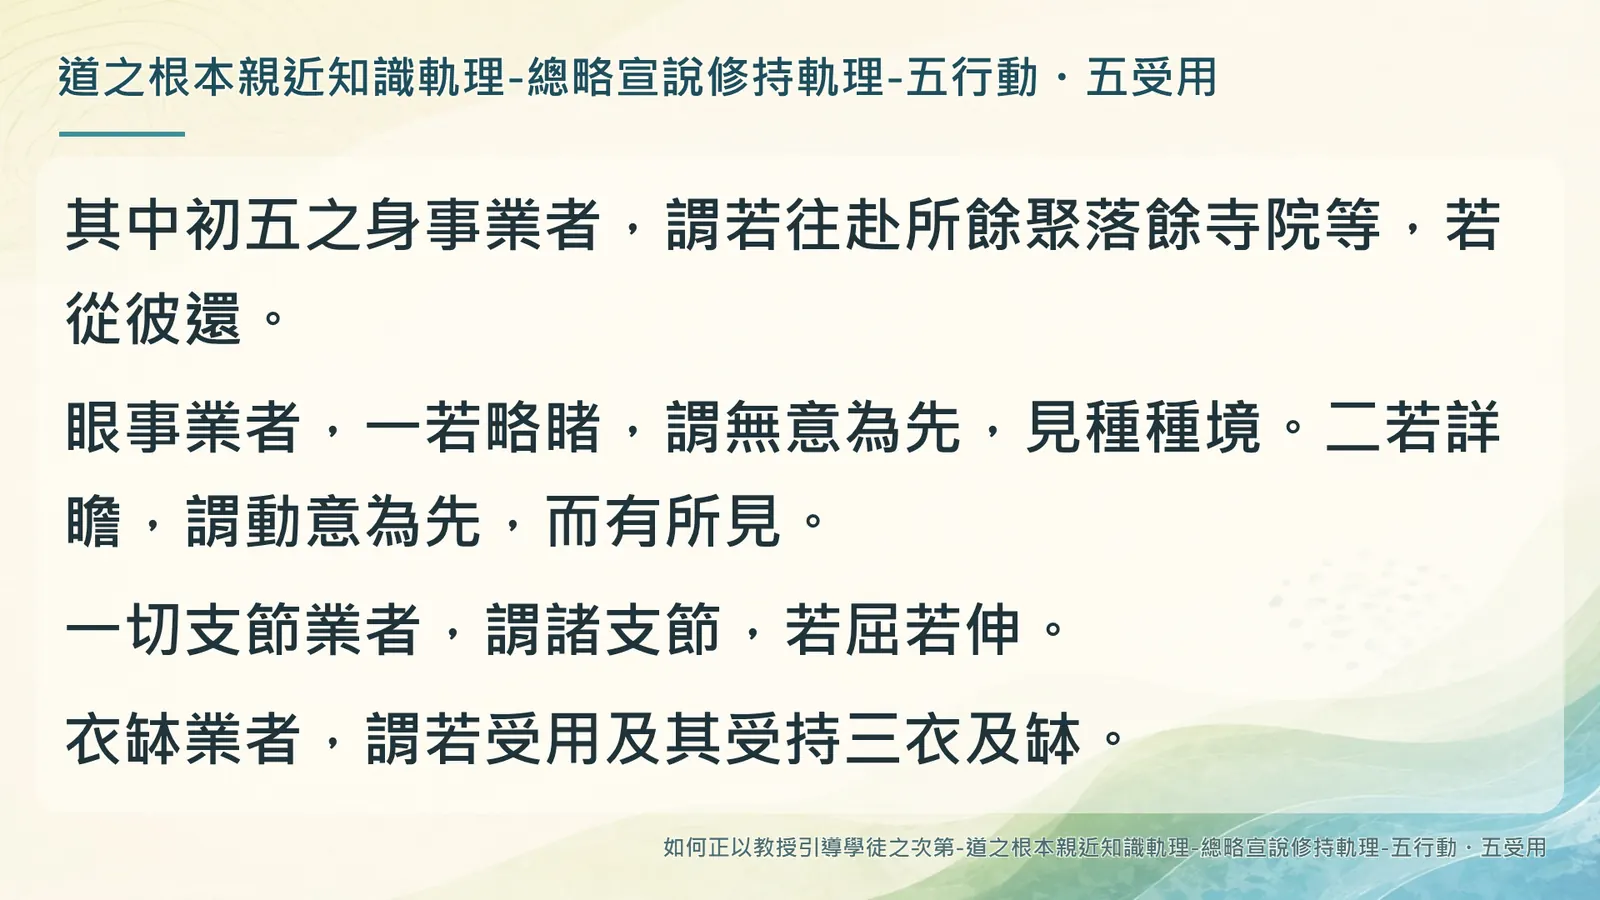 道之根本親近知識軌理-總略宣說修持軌理-五行動．五受用
其中初五之身事業者，謂若往赴所餘聚落餘寺院等，若
從彼還。
眼事業者，一若略睹，謂無意為先，見種種境。二若詳
瞻，謂動意為先，而有所見。
一切支節業者，謂諸支節，若屈若伸。
衣缽業者，謂若受用及其受持三衣及缽。
如何正以教授引導學徒之次第-道之根本親近知識軌理-總略宣說修持軌理-五行動．五受用